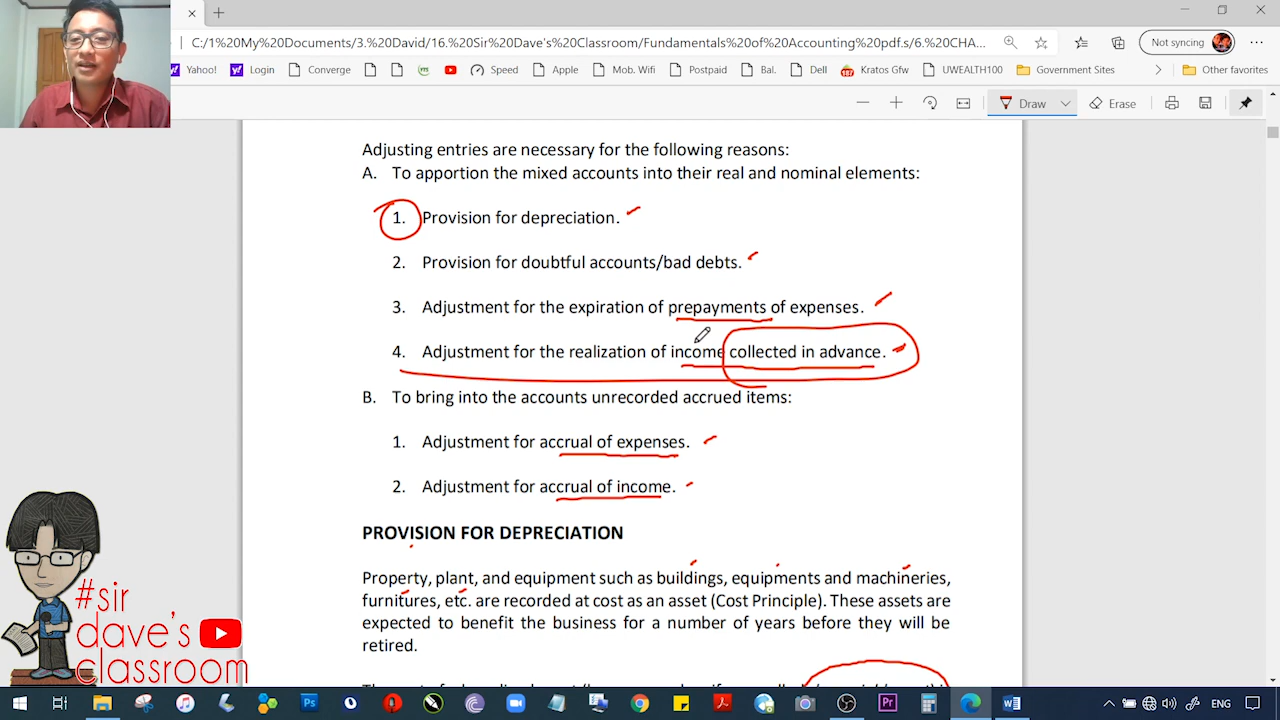 C:/1%20My%20Documents/3.%20David/16.%20Sir%20Dave's%20Classroom/Fundamentals%20of%20Accounting%20pdf.s/6.%20CHA...
Not syncing
Yahoo!
Login
Converge
Speed
Apple
Mob. Wifi
Postpaid
Bal
Dell
Kratos Gfw
UWEALTH100
Government Sites
Other favorites
Draw
Erase
Adjusting entries are necessary for the following reasons:
A. To apportion the mixed accounts into their real and nominal elements:
1. Provision for depreciation.
2. Provision for doubtful accounts/bad debts.
3. Adjustment for the expiration of prepayments of expenses.
4. Adjustment for the realization of income collected in advance.
B. To bring into the accounts unrecorded accrued items:
1. Adjustment for accrual of expenses.
2. Adjustment for accrual of income.
PROVISION FOR DEPRECIATION
Property, plant, and equipment such as buildings, equipments and machineries,
furnitures, etc. are recorded at cost as an asset (Cost Principle). These assets are
expected to benefit the business for a number of years before they will be
retired.
#sir
dave's
classroom
ENG